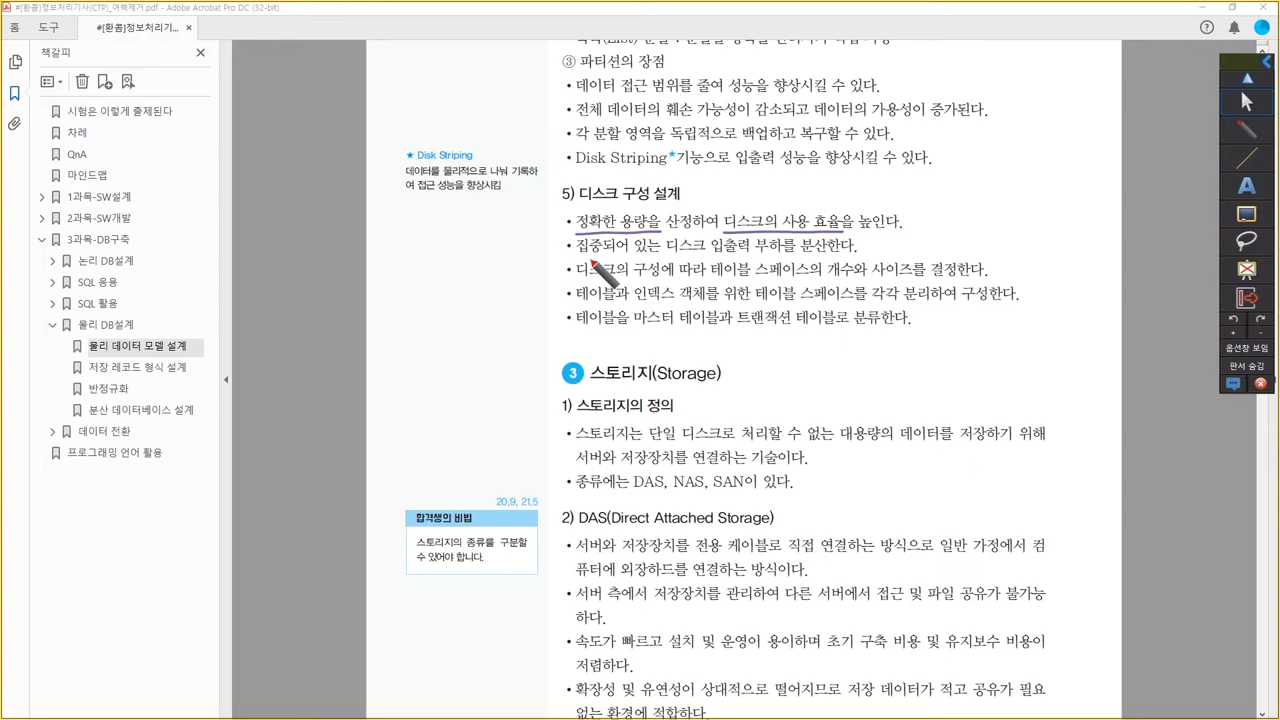 #[환콤]정보처리기사(CTP)_여백제거.pdf - Adobe Acrobat Pro DC (32-bit)
홈 도구 #[환콤]정보처리기... ×
책갈피
시험은 이렇게 출제된다
차례
QnA
마인드맵
1과목-SW설계
2과목-SW개발
3과목-DB구축
논리 DB설계
SQL 응용
SQL 활용
물리 DB설계
물리 데이터 모델 설계
저장 레코드 형식 설계
반정규화
분산 데이터베이스 설계
데이터 전환
프로그래밍 언어 활용
③ 파티션의 장점
• 데이터 접근 범위를 줄여 성능을 향상시킬 수 있다.
• 전체 데이터의 훼손 가능성이 감소되고 데이터의 가용성이 증가된다.
• 각 분할 영역을 독립적으로 백업하고 복구할 수 있다.
• Disk Striping★기능으로 입출력 성능을 향상시킬 수 있다.
★ Disk Striping
데이터를 물리적으로 나눠 기록하
여 접근 성능을 향상시킴
5) 디스크 구성 설계
• 정확한 용량을 산정하여 디스크의 사용 효율을 높인다.
• 집중되어 있는 디스크 입출력 부하를 분산한다.
• 디스크의 구성에 따라 테이블 스페이스의 개수와 사이즈를 결정한다.
• 테이블과 인덱스 객체를 위한 테이블 스페이스를 각각 분리하여 구성한다.
• 테이블을 마스터 테이블과 트랜잭션 테이블로 분류한다.
3 스토리지(Storage)
1) 스토리지의 정의
• 스토리지는 단일 디스크로 처리할 수 없는 대용량의 데이터를 저장하기 위해
서버와 저장장치를 연결하는 기술이다.
• 종류에는 DAS, NAS, SAN이 있다.
20.9, 21.5
합격생의 비법
스토리지의 종류를 구분할
수 있어야 합니다.
2) DAS(Direct Attached Storage)
• 서버와 저장장치를 전용 케이블로 직접 연결하는 방식으로 일반 가정에서 컴
퓨터에 외장하드를 연결하는 방식이다.
• 서버 측에서 저장장치를 관리하여 다른 서버에서 접근 및 파일 공유가 불가능
하다.
• 속도가 빠르고 설치 및 운영이 용이하며 초기 구축 비용 및 유지보수 비용이
저렴하다.
• 확장성 및 유연성이 상대적으로 떨어지므로 저장 데이터가 적고 공유가 필요
없는 환경에 적합하다.
옵션창 보임
판서 숨김